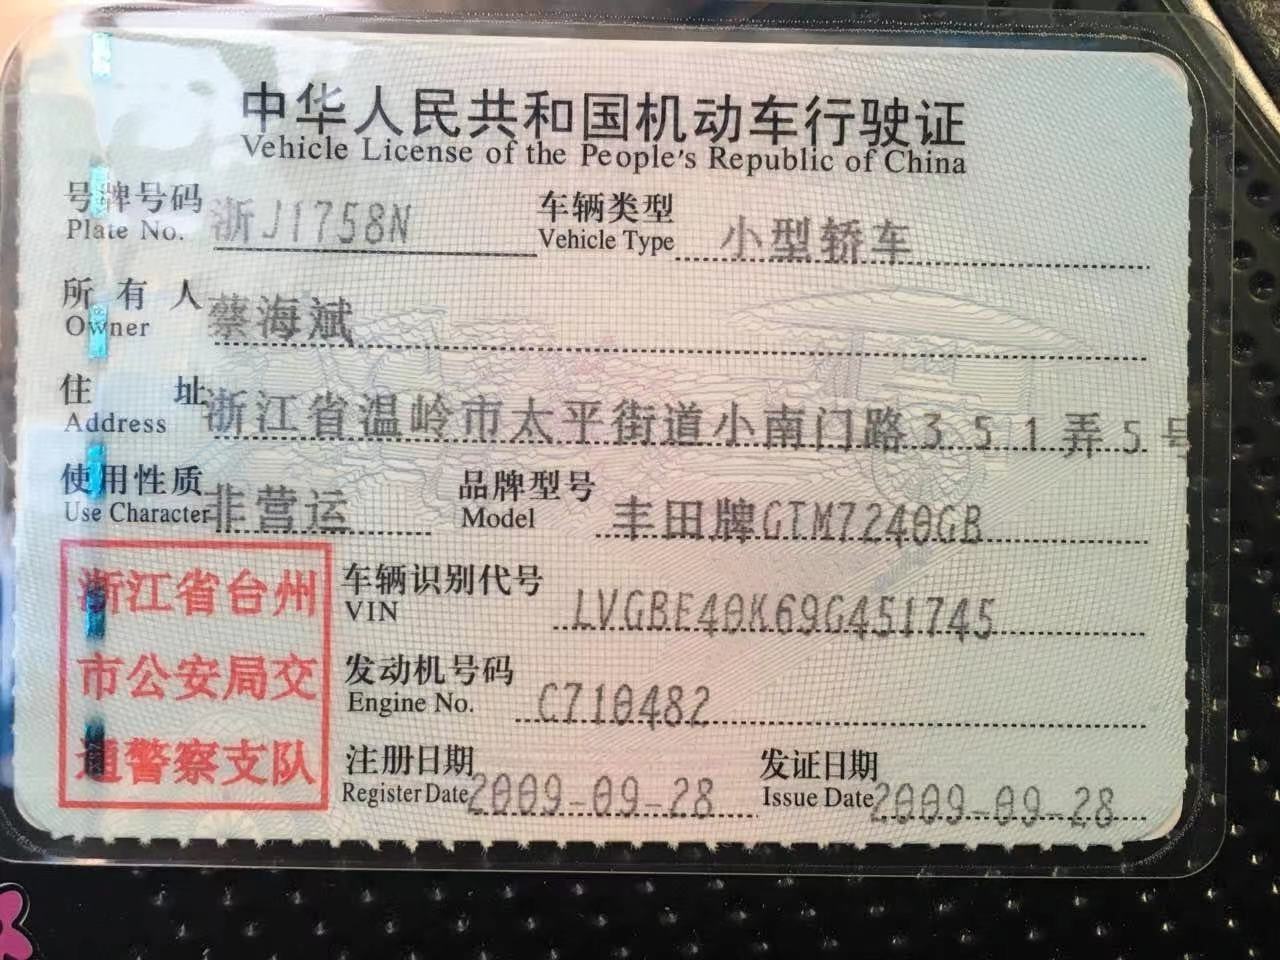 中华人民共和国机动车行驶证
Vehicle License of the People's Republic of China
号牌号码 浙J1758N 车辆类型 小型轿车
Plate No. Vehicle Type
所有人 蔡海斌
Owner
住址 浙江省温岭市太平街道小南门路351弄5号
Address
使用性质 非营运 品牌型号 丰田牌GTM7240GB
Use Character Model
浙江省台州
市公安局交
通警察支队
车辆识别代号 LVGBE40K69G451745
VIN
发动机号码 C710482
Engine No.
注册日期 2009-09-28 发证日期 2009-09-28
Register Date Issue Date